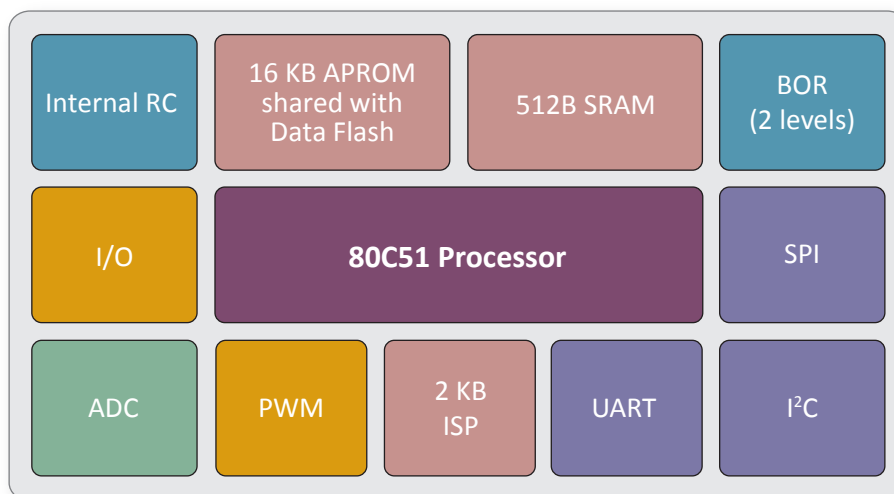 Internal RC
16 KB APROM
shared with
Data Flash
512B SRAM
BOR
(2 levels)
I/O
80C51 Processor
SPI
ADC
PWM
2 KB
ISP
UART
I²C